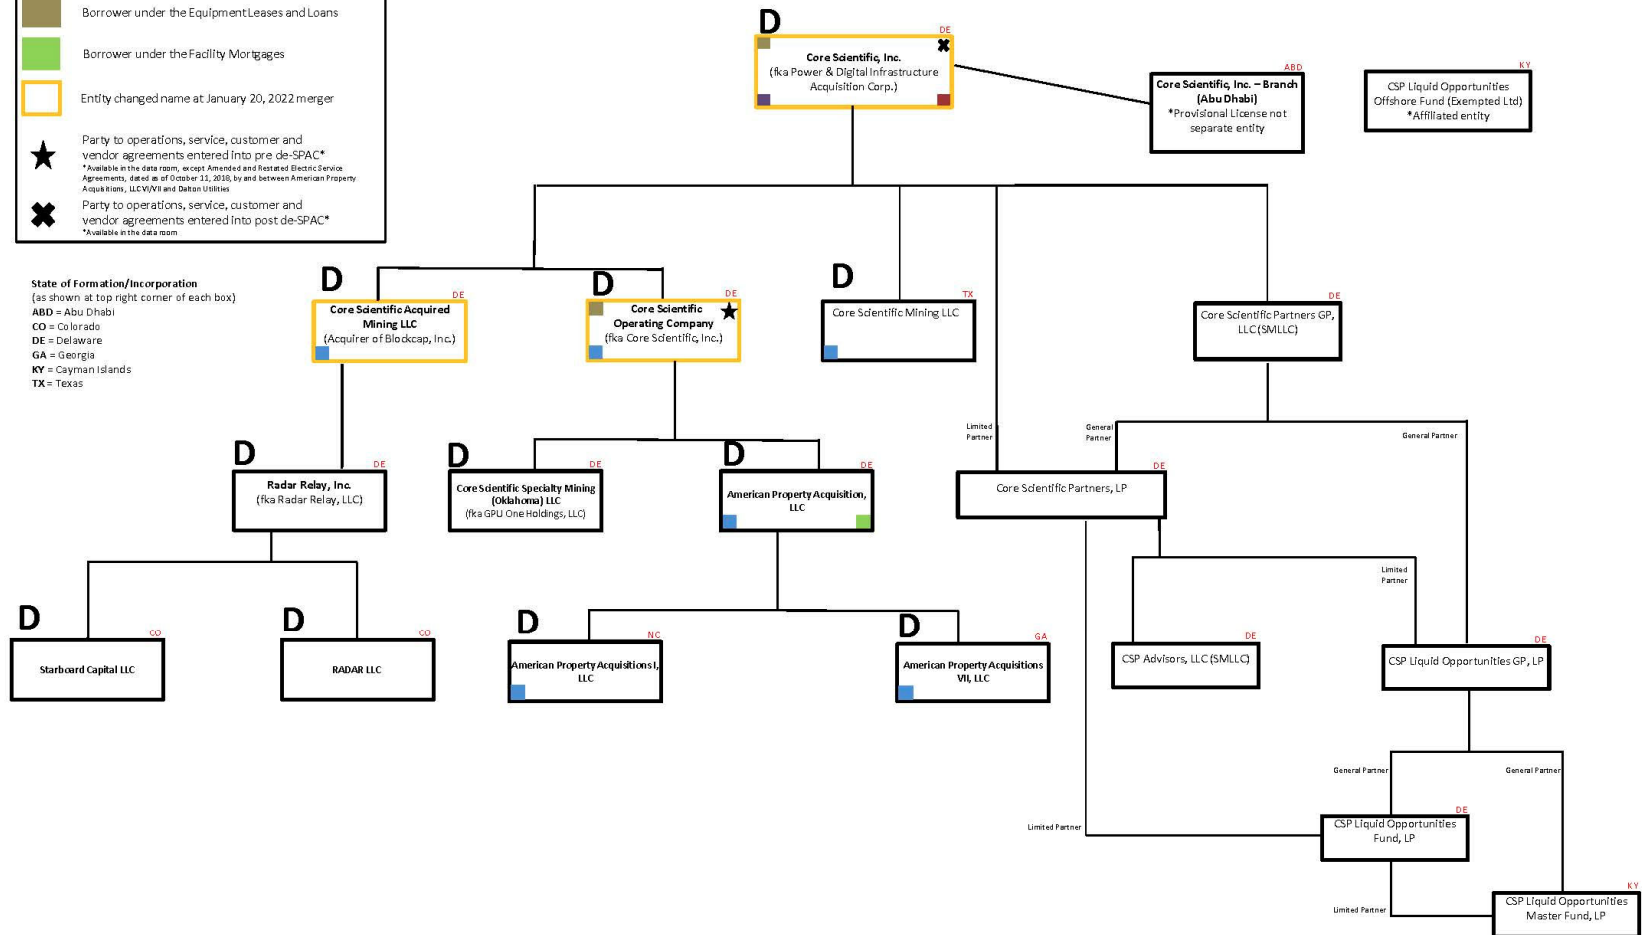 Borrower under the Equipment Leases and Loans
Borrower under the Facility Mortgages
Entity changed name at January 20, 2022 merger
Party to operations, service, customer and
vendor agreements entered into pre de-SPAC*
*Available in the data room, except Amended and Restated Electric Service
Agreements, dated as of October 11, 2018, by and between American Property
Acquisitions, LLC VI/VII and Dalton Utilities
Party to operations, service, customer and
vendor agreements entered into post de-SPAC*
*Available in the data room
State of Formation/Incorporation
(as shown at top right corner of each box)
ABD = Abu Dhabi
CO = Colorado
DE = Delaware
GA = Georgia
KY = Cayman Islands
TX = Texas
D
DE
Core Scientific, Inc.
(fka Power & Digital Infrastructure
Acquisition Corp.)
ABD
Core Scientific, Inc. – Branch
(Abu Dhabi)
*Provisional License not
separate entity
KY
CSP Liquid Opportunities
Offshore Fund (Exempted Ltd)
*Affiliated entity
D
DE
Core Scientific Acquired
Mining LLC
(Acquirer of Blockcap, Inc.)
D
DE
Core Scientific
Operating Company
(fka Core Scientific, Inc.)
D
TX
Core Scientific Mining LLC
DE
Core Scientific Partners GP,
LLC (SMLLC)
Limited
Partner
General
Partner
General Partner
D
DE
Radar Relay, Inc.
(fka Radar Relay, LLC)
D
DE
Core Scientific Specialty Mining
(Oklahoma) LLC
(fka GPU One Holdings, LLC)
D
DE
American Property Acquisition,
LLC
DE
Core Scientific Partners, LP
Limited
Partner
D
CO
Starboard Capital LLC
D
CO
RADAR LLC
D
NC
American Property Acquisitions I,
LLC
D
GA
American Property Acquisitions
VII, LLC
DE
CSP Advisors, LLC (SMLLC)
DE
CSP Liquid Opportunities GP, LP
General Partner
General Partner
Limited Partner
DE
CSP Liquid Opportunities
Fund, LP
Limited Partner
KY
CSP Liquid Opportunities
Master Fund, LP